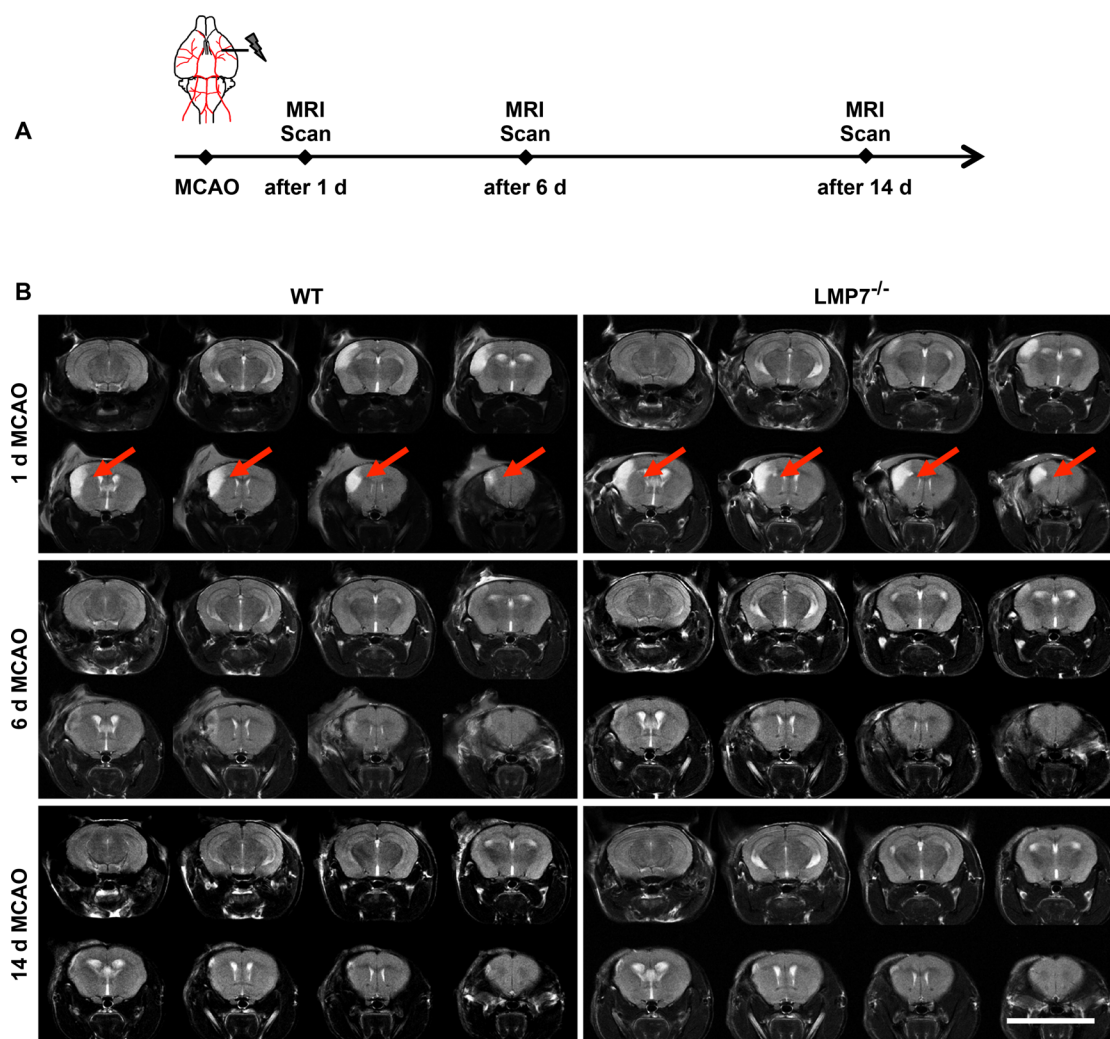 A
MRI Scan
MRI Scan
MRI Scan
MCAO
after 1 d
after 6 d
after 14 d
B
WT
LMP7-/-
1 d MCAO
6 d MCAO
14 d MCAO